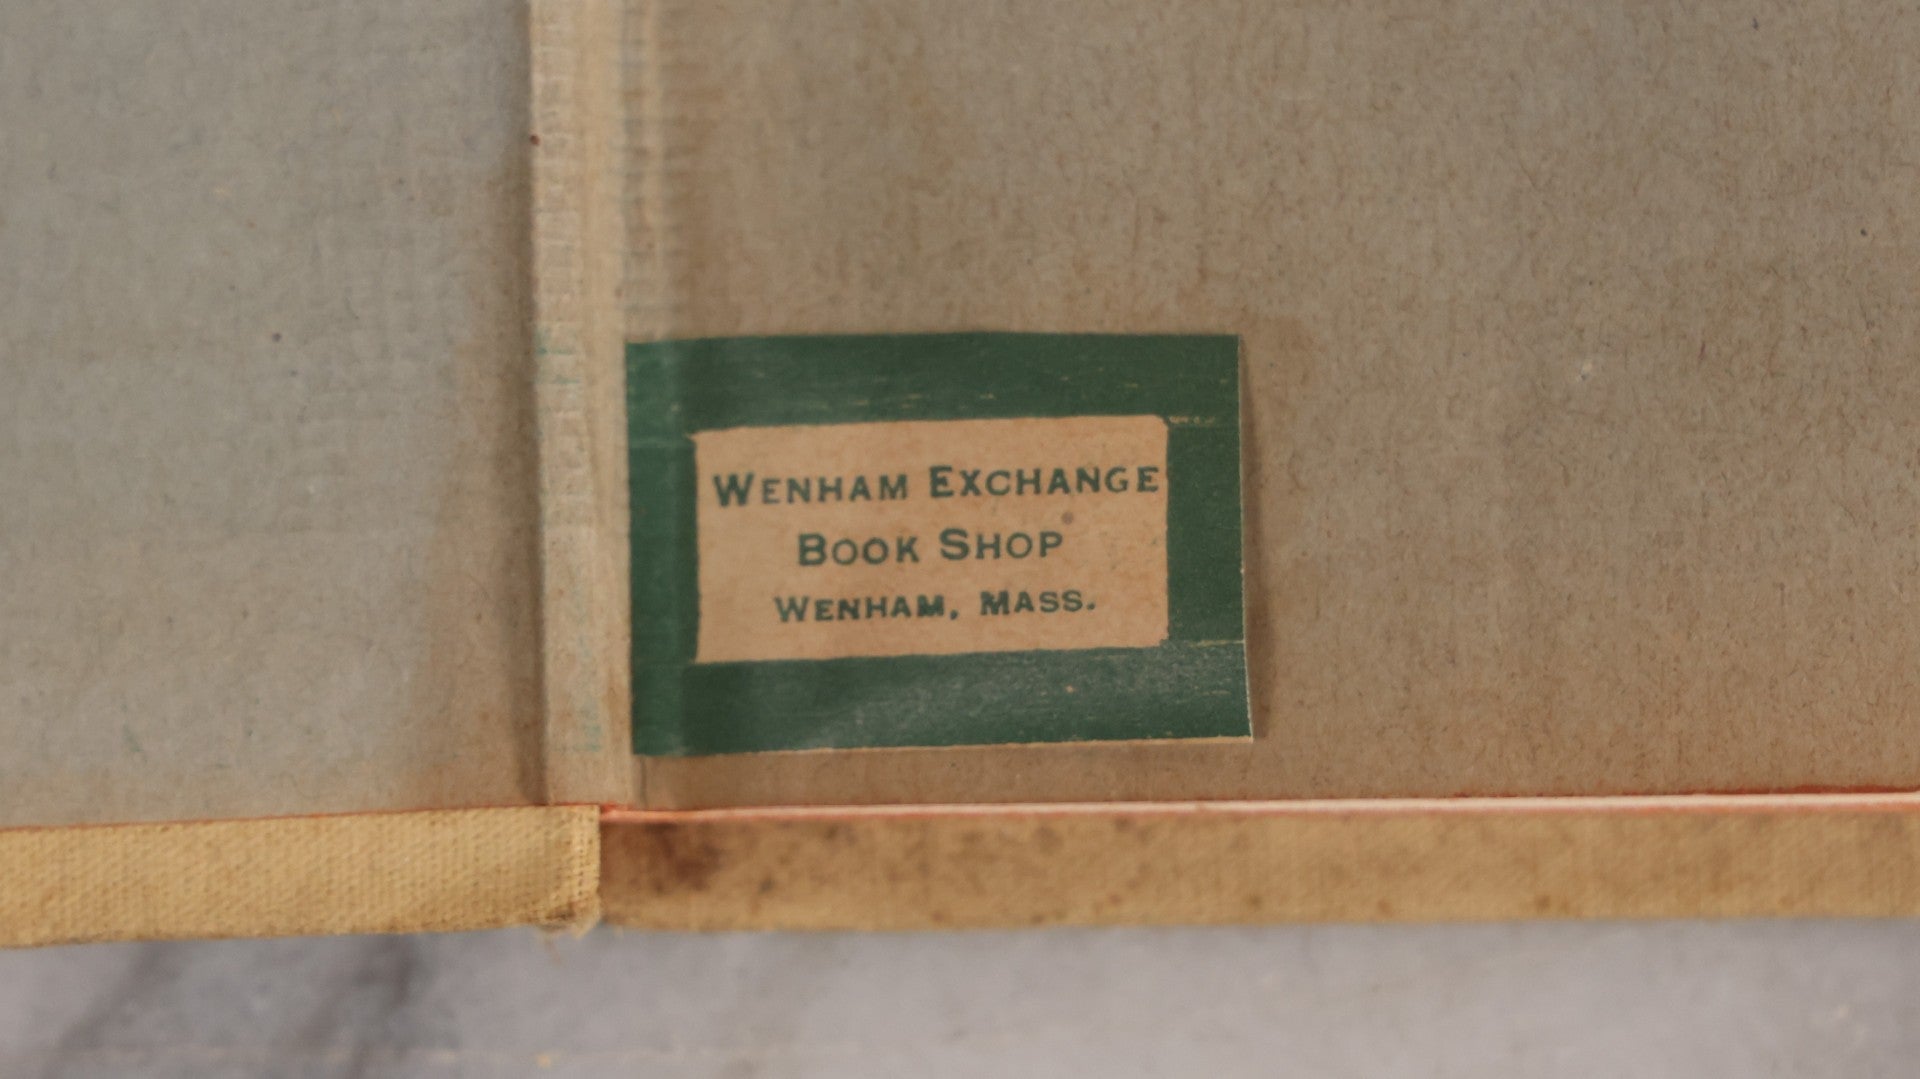 Wenham Exchange
Book Shop
Wenham, Mass.